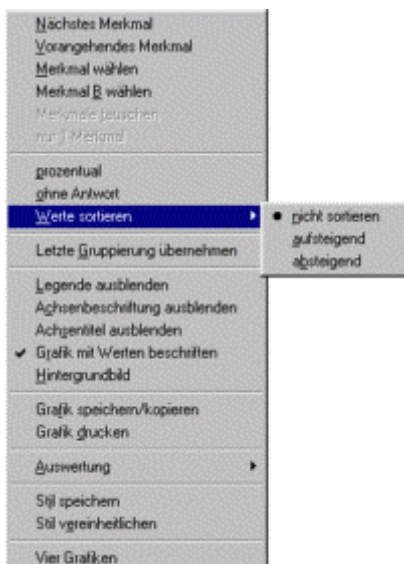 Nächstes Merkmal
Vorangehendes Merkmal
Merkmal wählen
Merkmal B wählen
Merkmale tauschen
nur 1 Merkmal
prozentual
ohne Antwort
Werte sortieren
nicht sortieren
aufsteigend
absteigend
Letzte Gruppierung übernehmen
Legende ausblenden
Achsenbeschriftung ausblenden
Achsentitel ausblenden
Grafik mit Werten beschriften
Hintergrundbild
Grafik speichern/kopieren
Grafik drucken
Auswertung
Stil speichern
Stil vereinheitlichen
Vier Grafiken